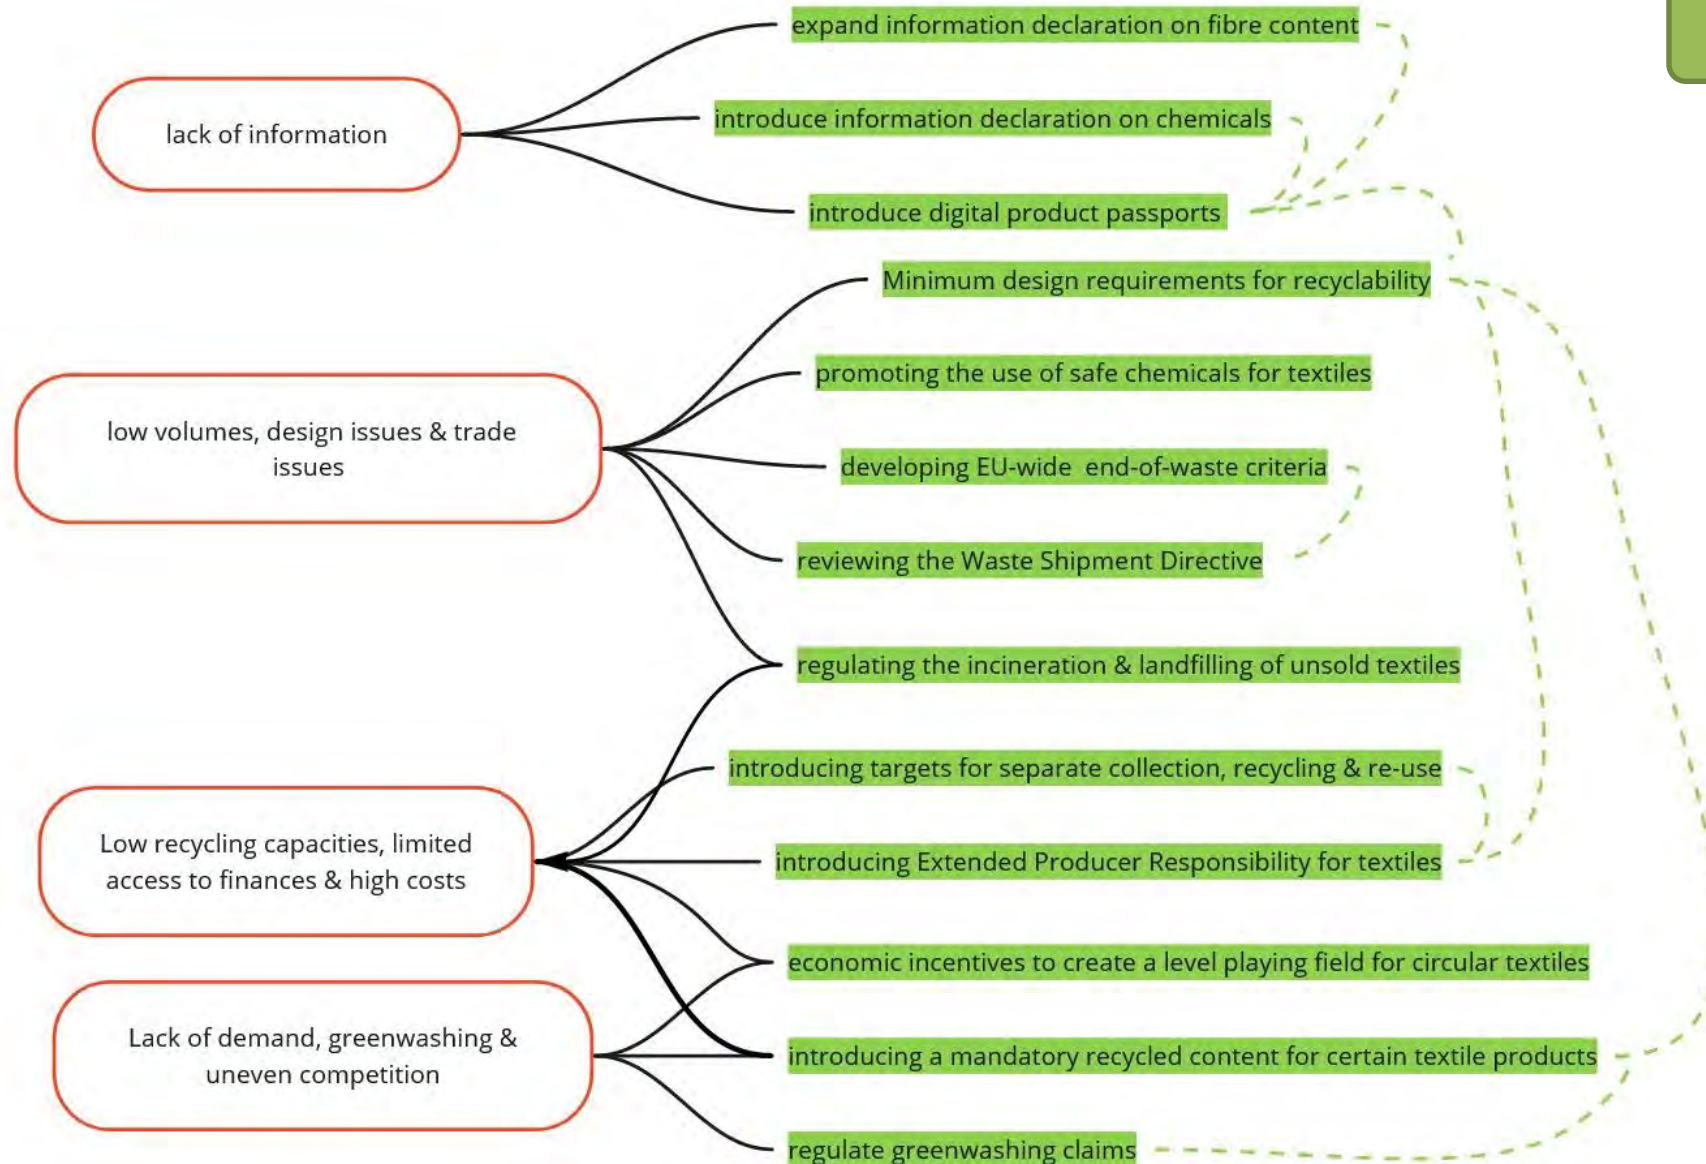 expand information declaration on fibre content
lack of information
introduce information declaration on chemicals
introduce digital product passports
Minimum design requirements for recyclability
promoting the use of safe chemicals for textiles
low volumes, design issues & trade
issues
developing EU-wide end-of-waste criteria
reviewing the Waste Shipment Directive
regulating the incineration & landfilling of unsold textiles
introducing targets for separate collection, recycling & re-use
Low recycling capacities, limited
access to finances & high costs
introducing Extended Producer Responsibility for textiles
economic incentives to create a level playing field for circular textiles
Lack of demand, greenwashing &
uneven competition
introducing a mandatory recycled content for certain textile products
regulate greenwashing claims